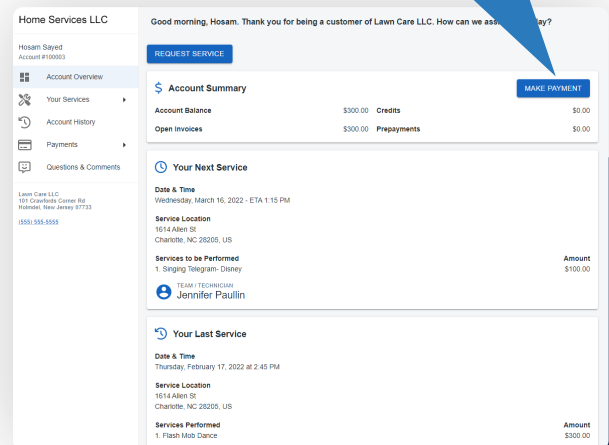 Home Services LLC
Good morning, Hosam. Thank you for being a customer of Lawn Care LLC. How can we ass ay?
Hosam Sayed
Account #100003
REQUEST SERVICE
Account Overview
Your Services
Account History
Payments
Questions & Comments
Lawn Care LLC
101 Crawfords Corner Rd
Holmdel, New Jersey 07733
(555) 555-5555
$ Account Summary
MAKE PAYMENT
Account Balance $300.00 Credits $0.00
Open Invoices $300.00 Prepayments $0.00
Your Next Service
Date & Time
Wednesday, March 16, 2022 - ETA 1:15 PM
Service Location
1614 Allen St
Charlotte, NC 28205, US
Services to be Performed Amount
1. Singing Telegram- Disney $100.00
TEAM / TECHNICIAN
Jennifer Paullin
Your Last Service
Date & Time
Thursday, February 17, 2022 at 2:45 PM
Service Location
1614 Allen St
Charlotte, NC 28205, US
Services Performed Amount
1. Flash Mob Dance $300.00